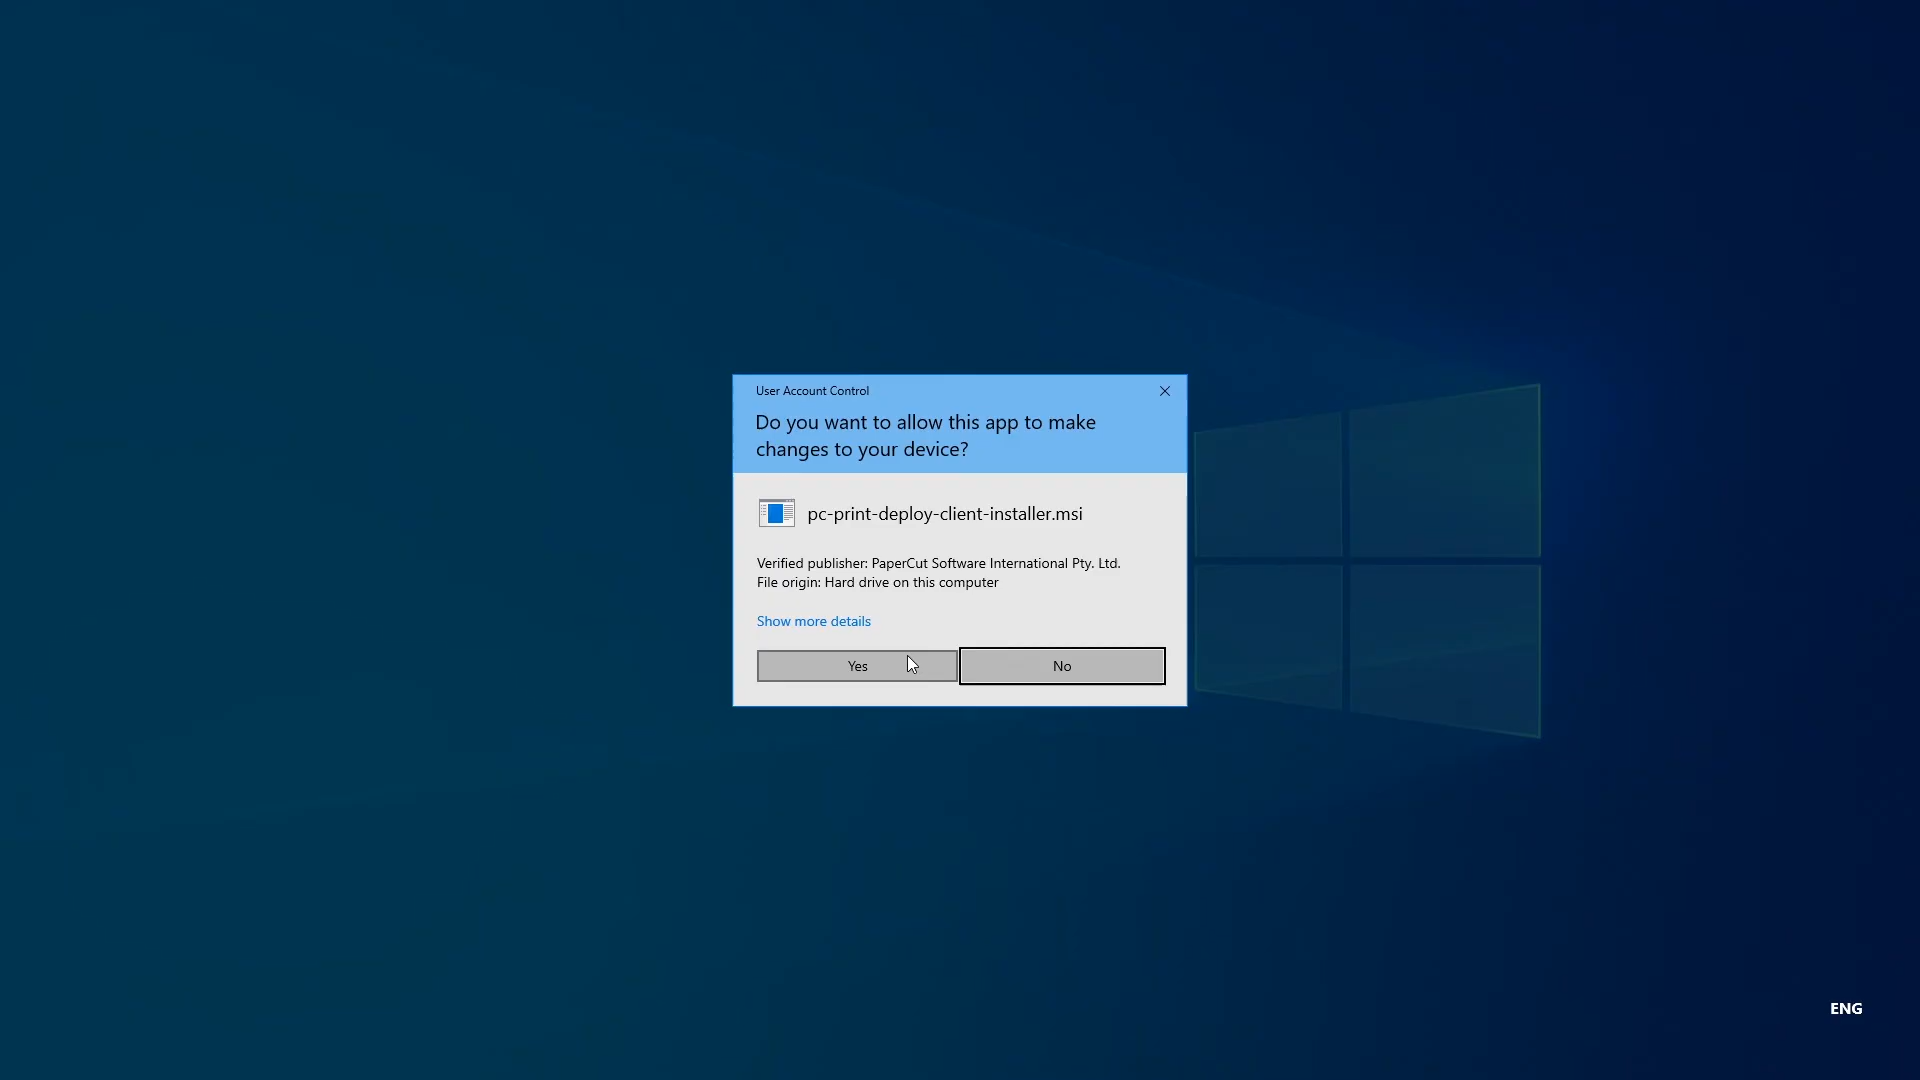 User Account Control
Do you want to allow this app to make
changes to your device?
pc-print-deploy-client-installer.msi
Verified publisher: PaperCut Software International Pty. Ltd.
File origin: Hard drive on this computer
Show more details
Yes
No
ENG